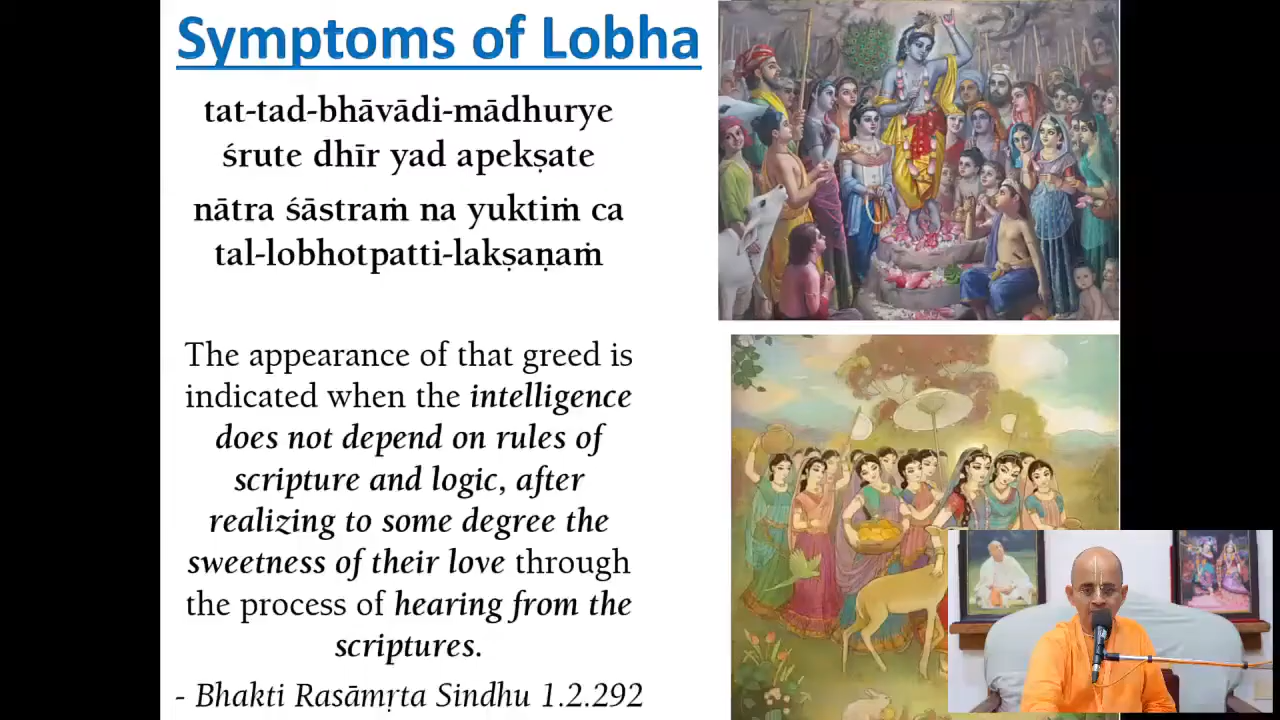 Symptoms of Lobha
tat-tad-bhāvādi-mādhurye
śrute dhīr yad apekṣate
nātra śāstraṁ na yuktiṁ ca
tal-lobhotpatti-lakṣaṇaṁ
The appearance of that greed is
indicated when the intelligence
does not depend on rules of
scripture and logic, after
realizing to some degree the
sweetness of their love through
the process of hearing from the
scriptures.
- Bhakti Rasāmṛta Sindhu 1.2.292